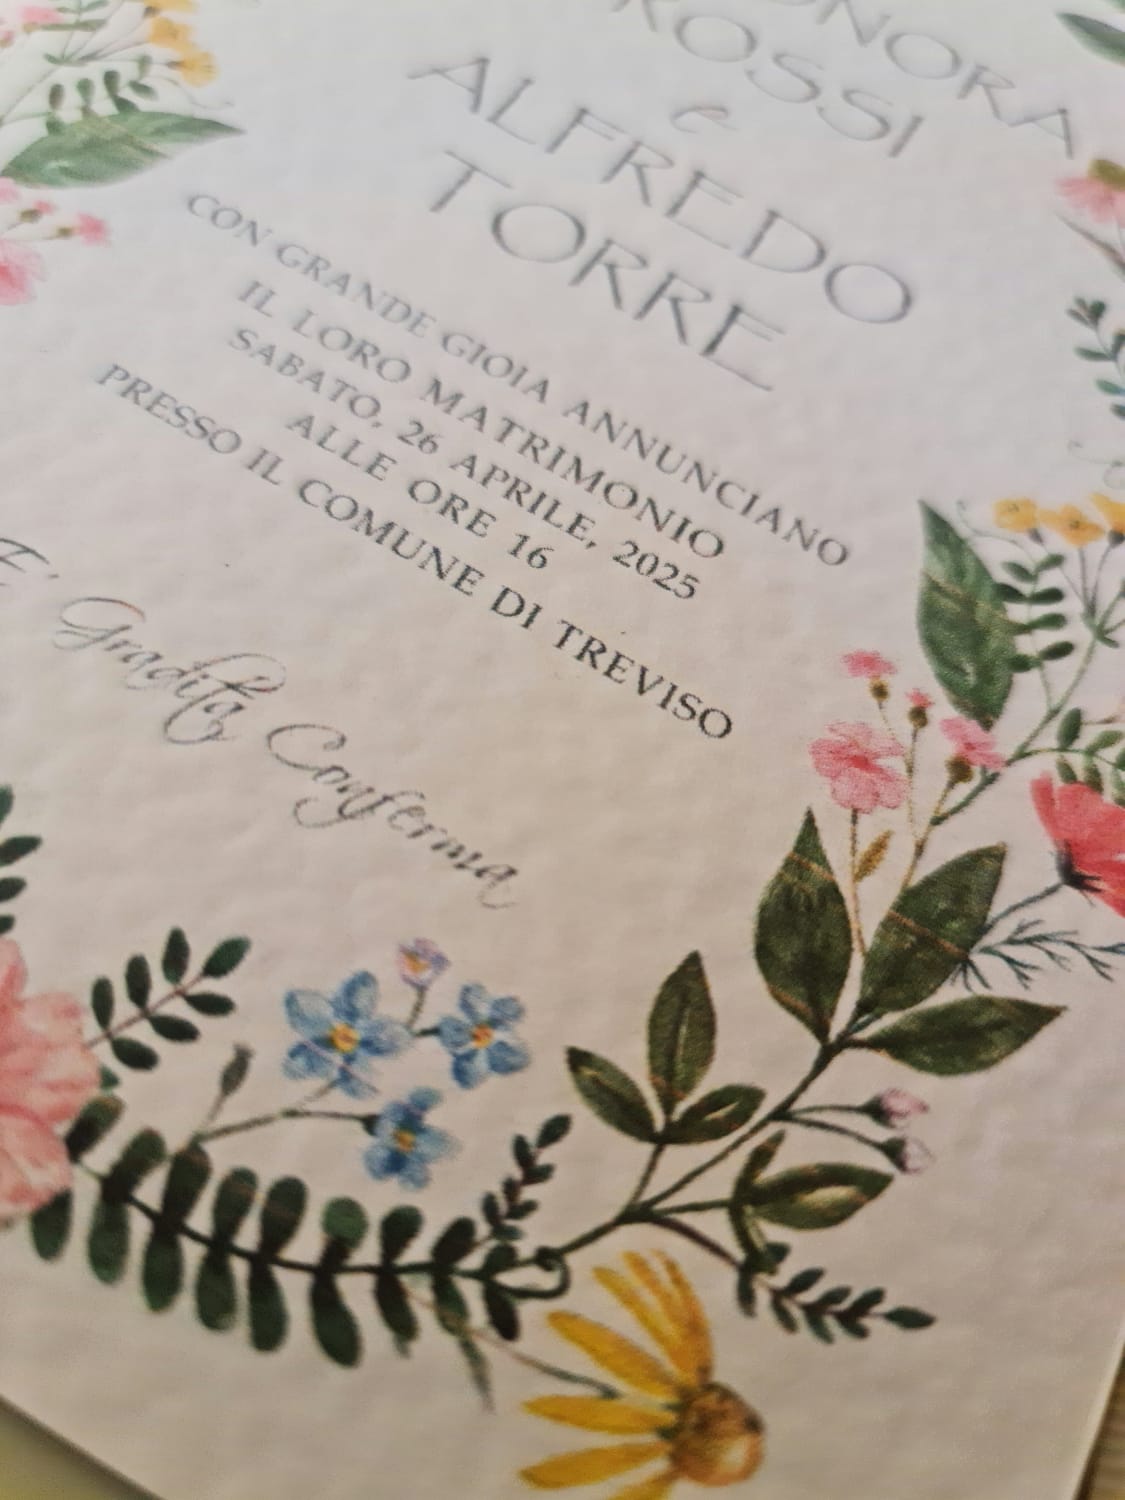 ROSSI
e
ALFREDO
TORRE
CON GRANDE GIOIA ANNUNCIANO
IL LORO MATRIMONIO
SABATO, 26 APRILE, 2025
ALLE ORE 16
PRESSO IL COMUNE DI TREVISO
E' Gradita Conferma